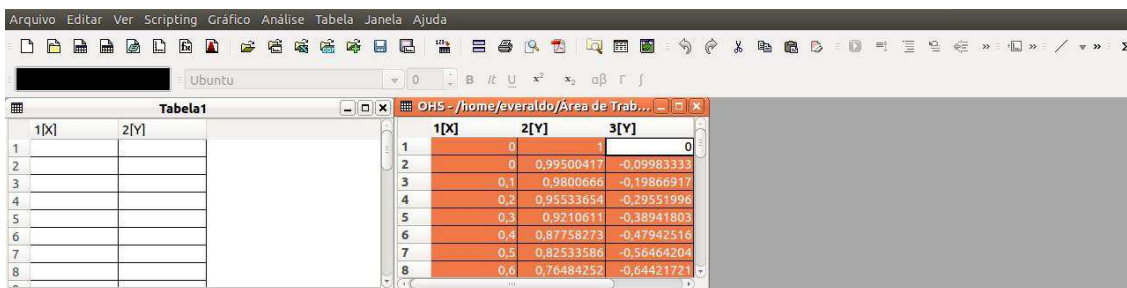 Arquivo Editar Ver Scripting Gráfico Análise Tabela Janela Ajuda
Ubuntu 0 B It U x² x₂ αβ Γ ∫
Tabela1
1[X] 2[Y]
1
2
3
4
5
6
7
8
OHS - /home/everaldo/Área de Trab...
1[X] 2[Y] 3[Y]
1 0 1 0
2 0 0,99500417 -0,09983333
3 0,1 0,9800666 -0,19866917
4 0,2 0,95533654 -0,29551996
5 0,3 0,9210611 -0,38941803
6 0,4 0,87758273 -0,47942516
7 0,5 0,82533586 -0,56464204
8 0,6 0,76484252 -0,64421721